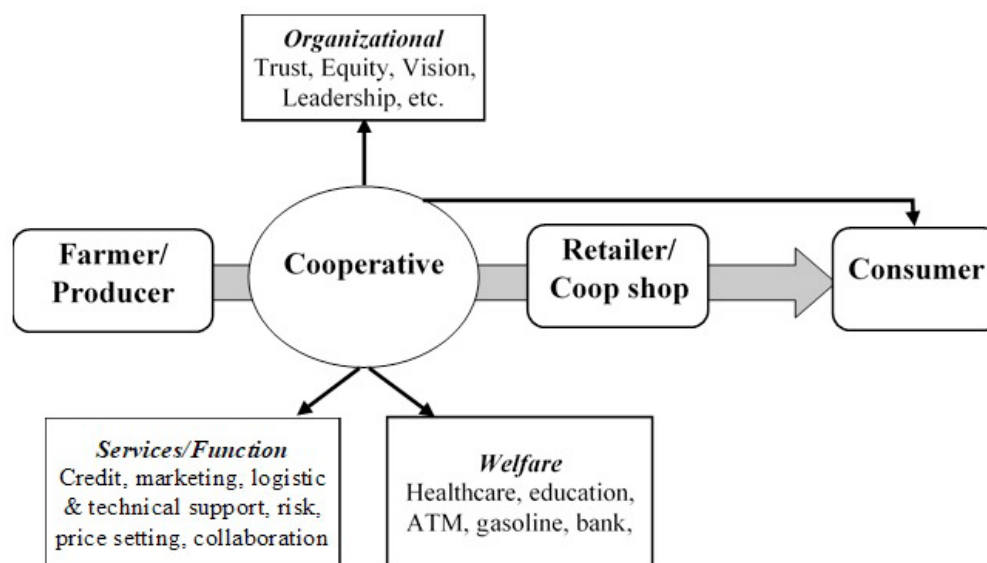 Organizational
Trust, Equity, Vision,
Leadership, etc.
Farmer/
Producer
Cooperative
Retailer/
Coop shop
Consumer
Services/Function
Credit, marketing, logistic
& technical support, risk,
price setting, collaboration
Welfare
Healthcare, education,
ATM, gasoline, bank,